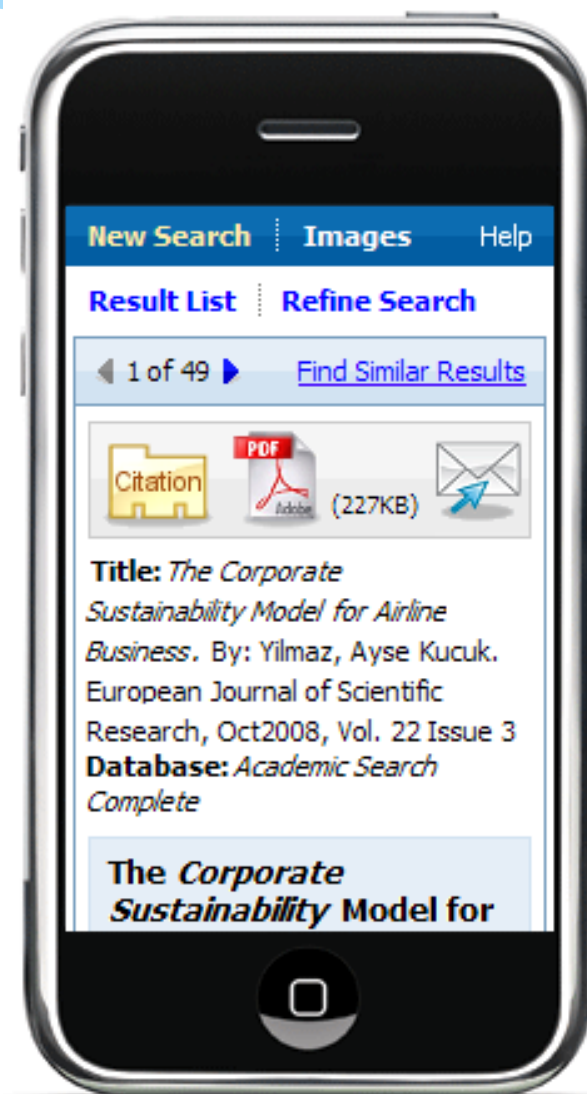 New Search Images Help
Result List Refine Search
1 of 49 Find Similar Results
Citation PDF Adobe (227KB)
Title: The Corporate
Sustainability Model for Airline
Business. By: Yilmaz, Ayse Kucuk.
European Journal of Scientific
Research, Oct2008, Vol. 22 Issue 3
Database: Academic Search
Complete
The Corporate
Sustainability Model for